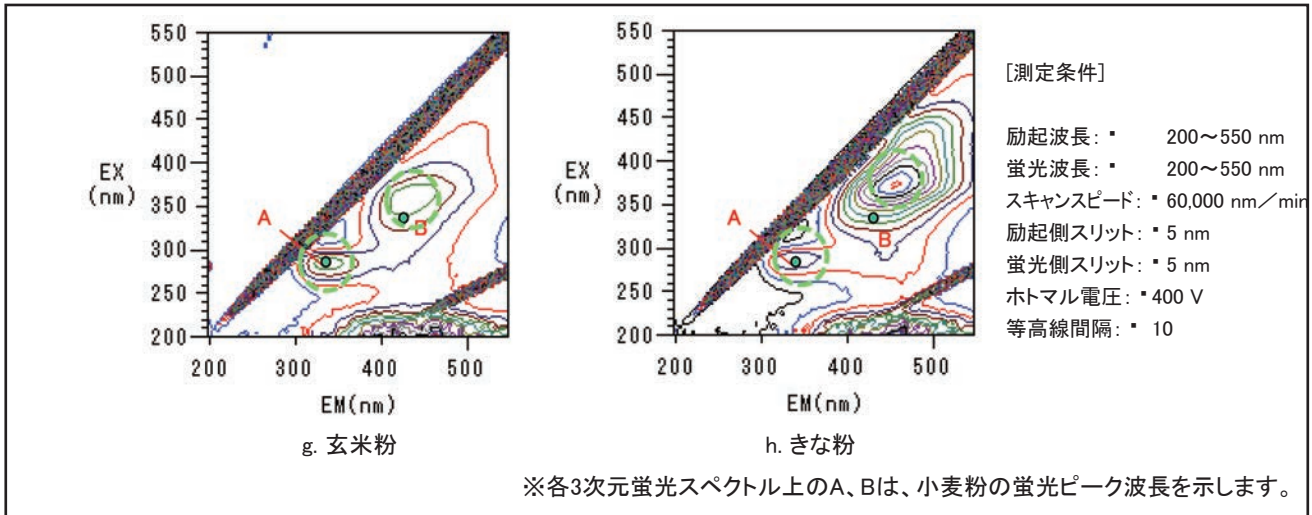 550
500
450
400
350
300
250
200
EX
(nm)
A
B
200 300 400 500
EM(nm)
g. 玄米粉
550
500
450
400
350
300
250
200
EX
(nm)
A
B
200 300 400 500
EM(nm)
h. きな粉
[測定条件]
励起波長: ▪ 200~550 nm
蛍光波長: ▪ 200~550 nm
スキャンスピード: ▪ 60,000 nm/min
励起側スリット: ▪ 5 nm
蛍光側スリット: ▪ 5 nm
ホトマル電圧: ▪ 400 V
等高線間隔: ▪ 10
※各3次元蛍光スペクトル上のA、Bは、小麦粉の蛍光ピーク波長を示します。